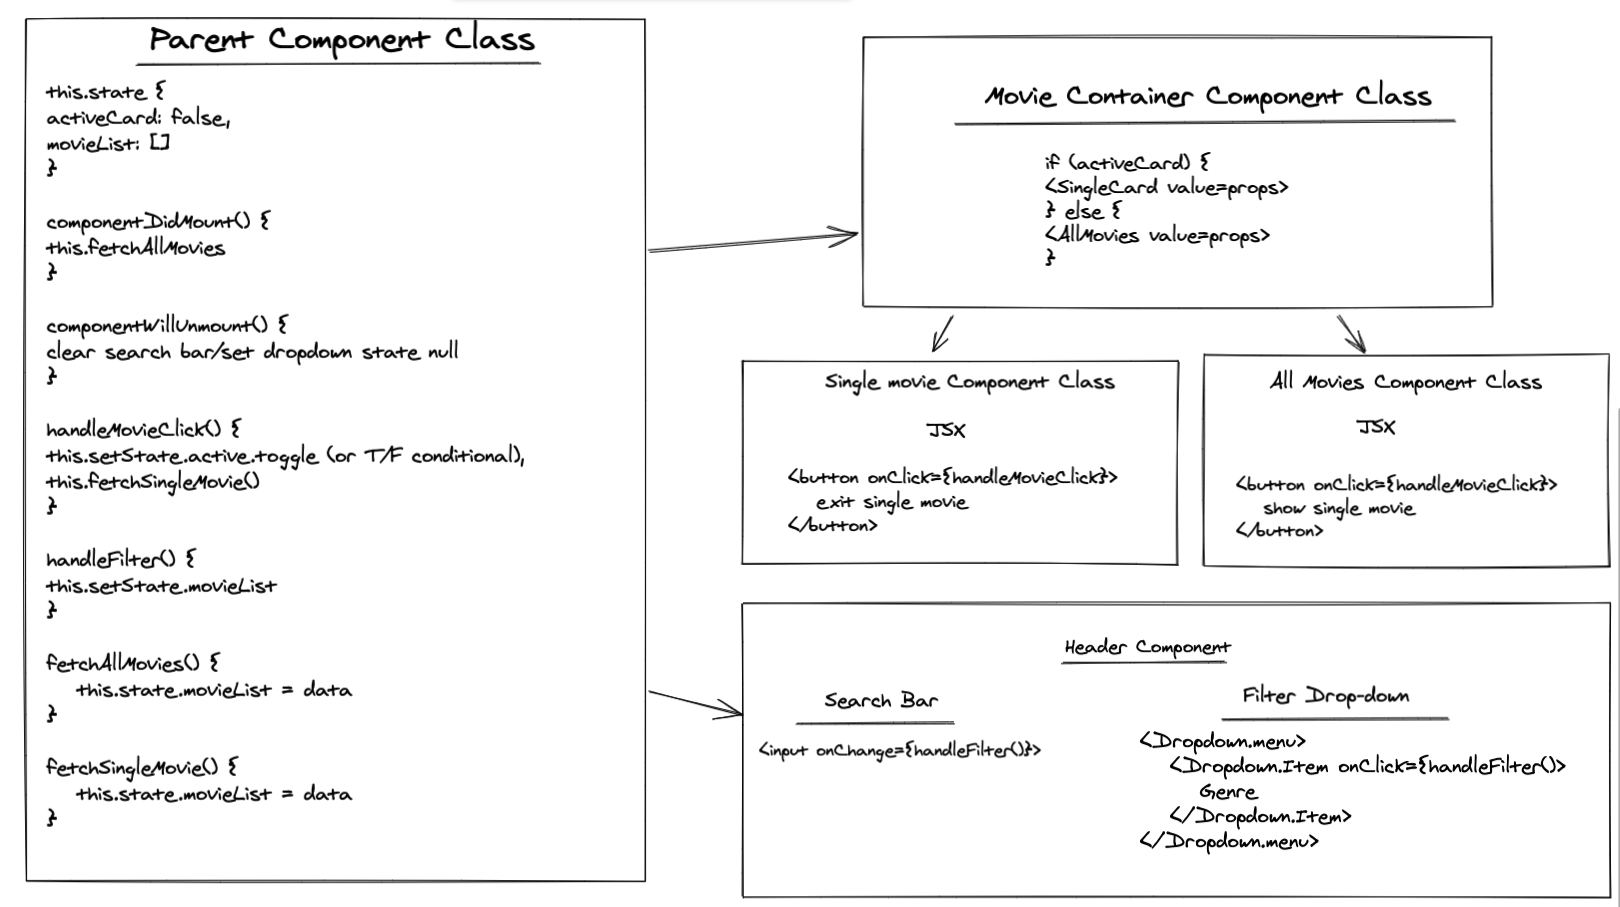 Parent Component Class
this.state {
activeCard: false,
movieList: []
}
componentDidMount() {
this.fetchAllMovies
}
componentWillUnmount() {
clear search bar/set dropdown state null
}
handleMovieClick() {
this.setState.active.toggle (or T/F conditional),
this.fetchSingleMovie()
}
handleFilter() {
this.setState.movieList
}
fetchAllMovies() {
this.state.movieList = data
}
fetchSingleMovie() {
this.state.movieList = data
}
Movie Container Component Class
if (activeCard) {
<SingleCard value=props>
} else {
<AllMovies value=props>
}
Single movie Component Class
JSX
<button onClick={handleMovieClick}>
exit single movie
</button>
All Movies Component Class
JSX
<button onClick={handleMovieClick}>
show single movie
</button>
Header Component
Search Bar
<input onChange={handleFilter()}>
Filter Drop-down
<Dropdown.menu>
<Dropdown.Item onClick={handleFilter()>
Genre
</Dropdown.Item>
</Dropdown.menu>